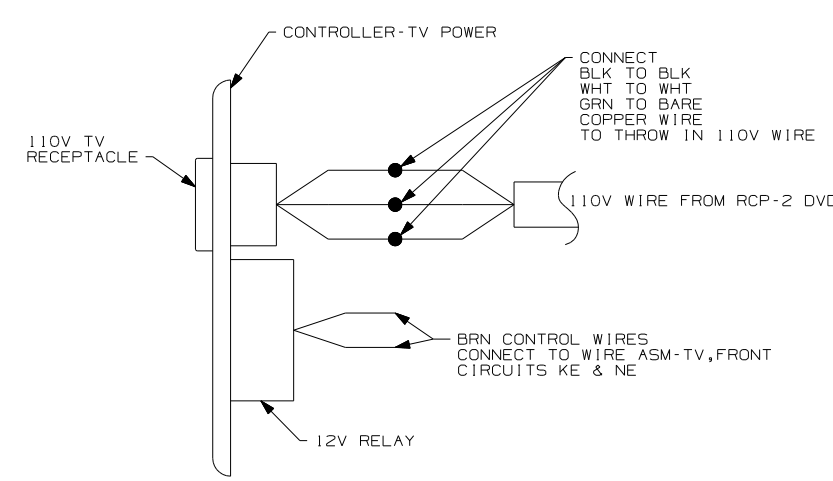 CONTROLLER-TV POWER
CONNECT
BLK TO BLK
WHT TO WHT
GRN TO BARE
COPPER WIRE
TO THROW IN 110V WIRE
110V TV
RECEPTACLE
110V WIRE FROM RCP-2 DVD
BRN CONTROL WIRES
CONNECT TO WIRE ASM-TV,FRONT
CIRCUITS KE & NE
12V RELAY